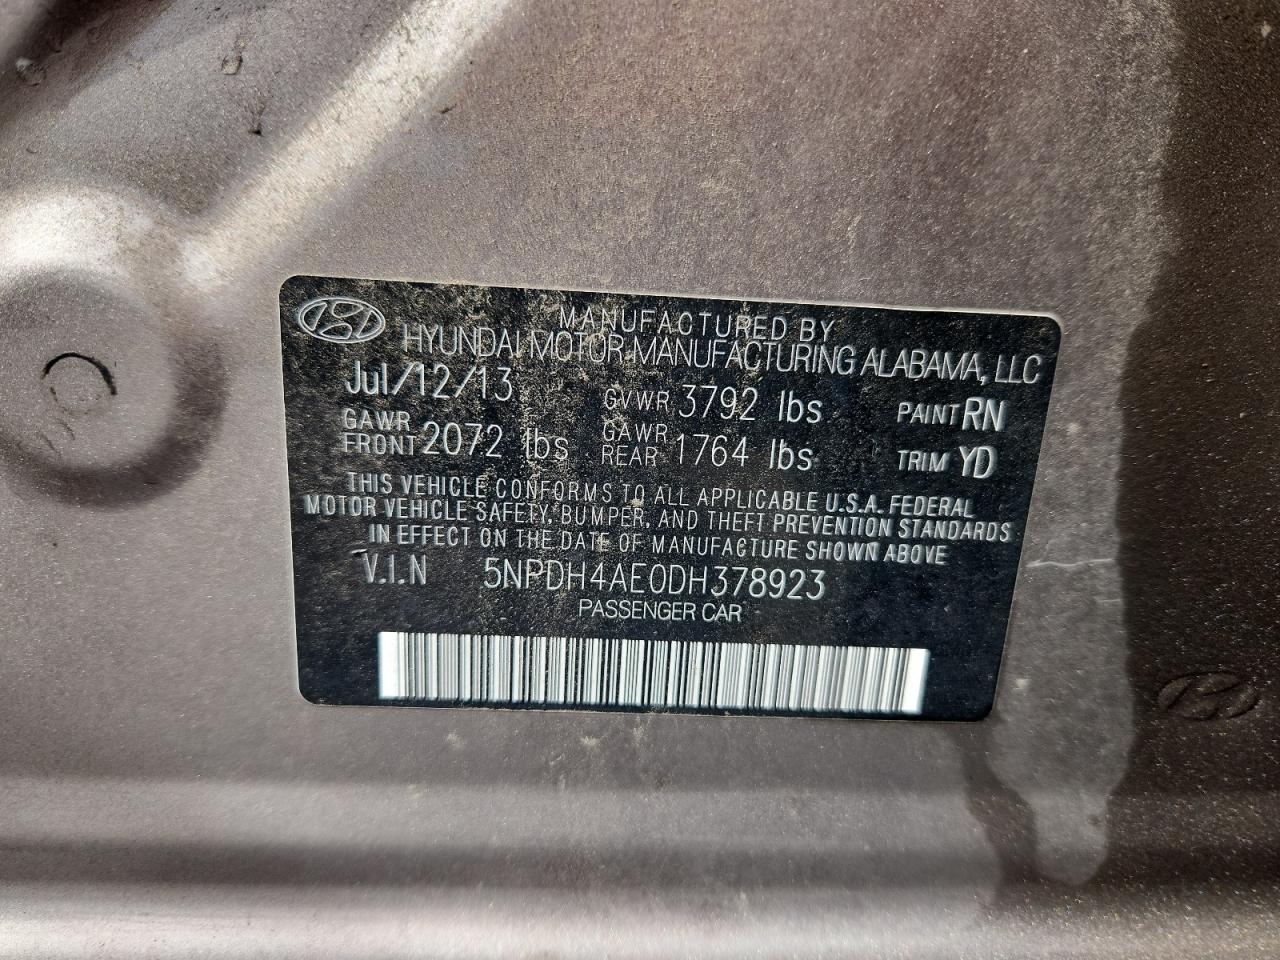 MANUFACTURED BY
HYUNDAI MOTOR MANUFACTURING ALABAMA, LLC
Jul/12/13 GVWR 3792 lbs PAINT RN
GAWR FRONT 2072 lbs GAWR REAR 1764 lbs TRIM YD
THIS VEHICLE CONFORMS TO ALL APPLICABLE U.S.A. FEDERAL
MOTOR VEHICLE SAFETY, BUMPER, AND THEFT PREVENTION STANDARDS
IN EFFECT ON THE DATE OF MANUFACTURE SHOWN ABOVE
V.I.N 5NPDH4AE0DH378923
PASSENGER CAR